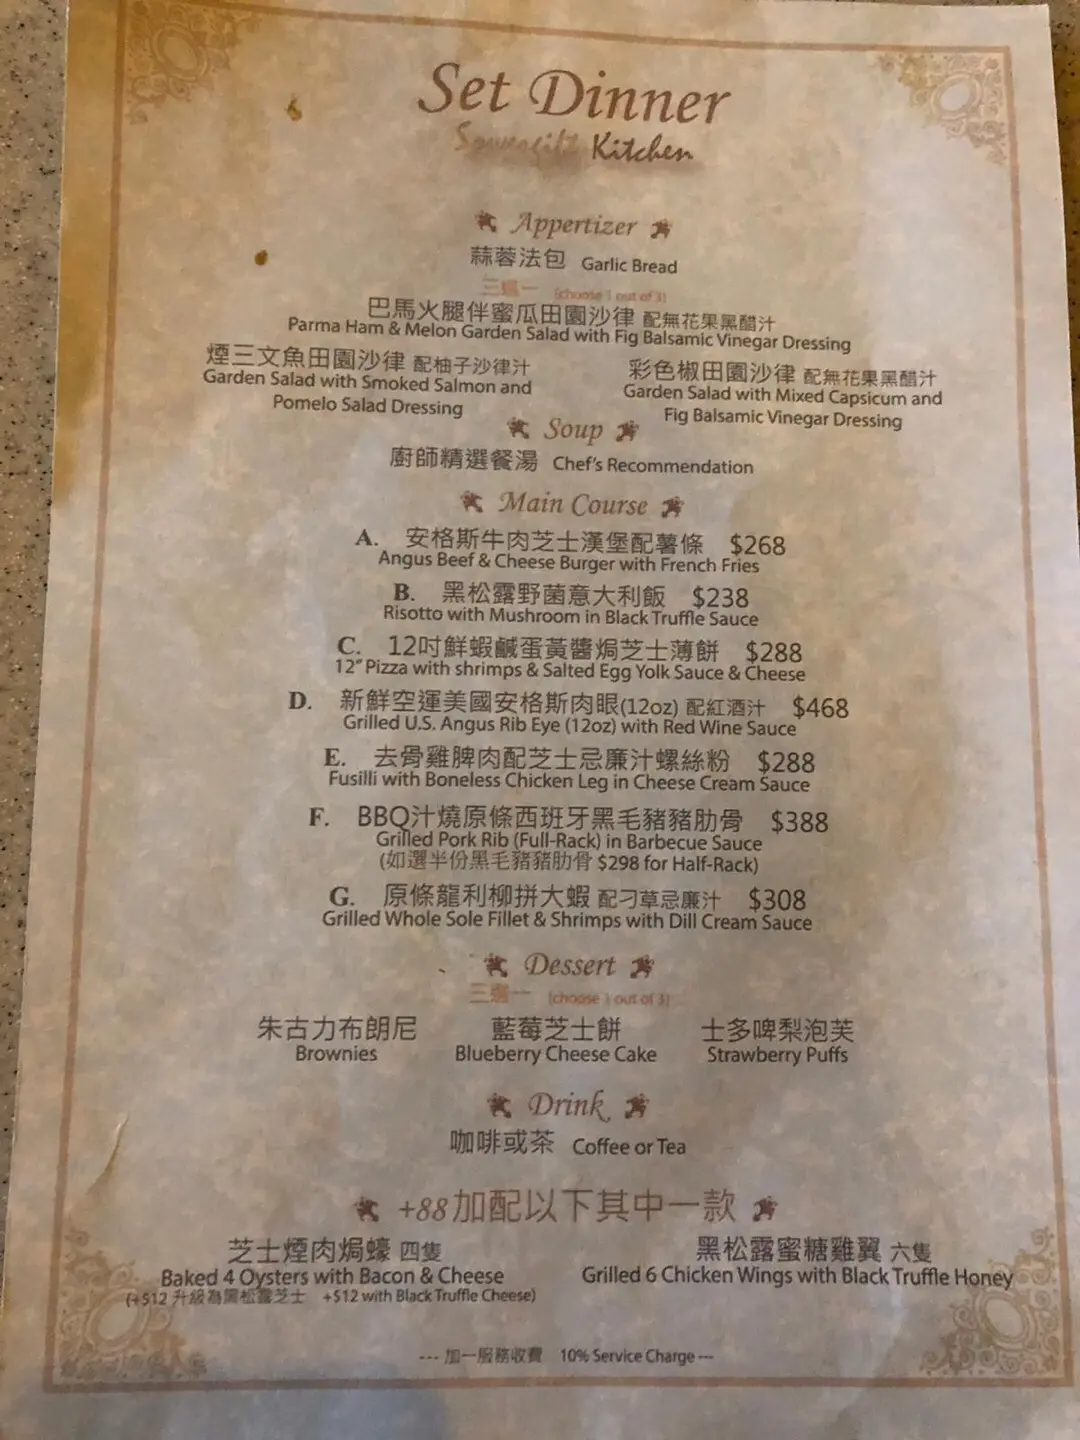 Set Dinner
Kitchen
Appertizer
蒜蓉法包 Garlic Bread
三選一 (choose 1 out of 3)
巴馬火腿伴蜜瓜田園沙律 配無花果黑醋汁
Parma Ham & Melon Garden Salad with Fig Balsamic Vinegar Dressing
煙三文魚田園沙律 配柚子沙律汁
Garden Salad with Smoked Salmon and
Pomelo Salad Dressing
彩色椒田園沙律 配無花果黑醋汁
Garden Salad with Mixed Capsicum and
Fig Balsamic Vinegar Dressing
Soup
廚師精選餐湯 Chef's Recommendation
Main Course
A. 安格斯牛肉芝士漢堡配薯條 $268
Angus Beef & Cheese Burger with French Fries
B. 黑松露野菌意大利飯 $238
Risotto with Mushroom in Black Truffle Sauce
C. 12吋鮮蝦鹹蛋黃醬焗芝士薄餅 $288
12" Pizza with shrimps & Salted Egg Yolk Sauce & Cheese
D. 新鮮空運美國安格斯肉眼(12oz) 配紅酒汁 $468
Grilled U.S. Angus Rib Eye (12oz) with Red Wine Sauce
E. 去骨雞脾肉配芝士忌廉汁螺絲粉 $288
Fusilli with Boneless Chicken Leg in Cheese Cream Sauce
F. BBQ汁燒原條西班牙黑毛豬豬肋骨 $388
Grilled Pork Rib (Full-Rack) in Barbecue Sauce
(如選半份黑毛豬豬肋骨 $298 for Half-Rack)
G. 原條龍利柳拼大蝦 配刁草忌廉汁 $308
Grilled Whole Sole Fillet & Shrimps with Dill Cream Sauce
Dessert
三選一 (choose 1 out of 3)
朱古力布朗尼 藍莓芝士餅 士多啤梨泡芙
Brownies Blueberry Cheese Cake Strawberry Puffs
Drink
咖啡或茶 Coffee or Tea
+88加配以下其中一款
芝士煙肉焗蠔 四隻
Baked 4 Oysters with Bacon & Cheese
(+$12 升級為黑松露芝士 +$12 with Black Truffle Cheese)
黑松露蜜糖雞翼 六隻
Grilled 6 Chicken Wings with Black Truffle Honey
--- 加一服務收費 10% Service Charge ---